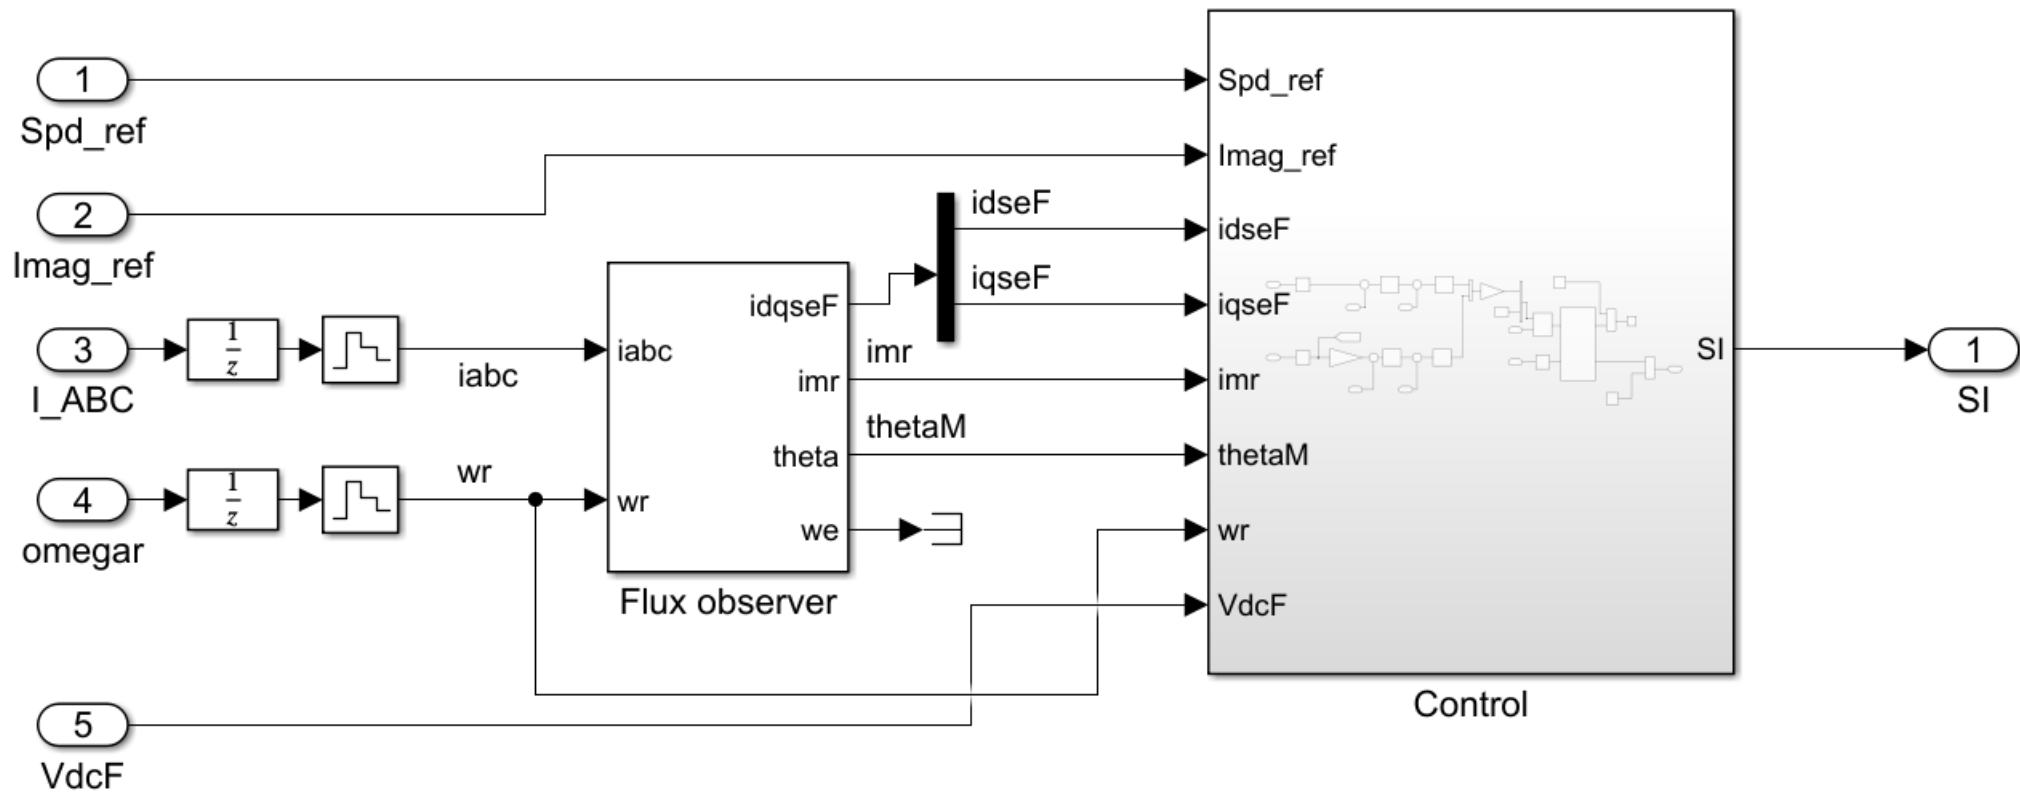 1
Spd_ref
2
Imag_ref
3
I_ABC
1
z
iabc
4
omegar
1
z
wr
5
VdcF
iabc
wr
idqseF
imr
theta
we
Flux observer
idseF
iqseF
imr
thetaM
Spd_ref
Imag_ref
idseF
iqseF
imr
thetaM
wr
VdcF
SI
Control
1
SI